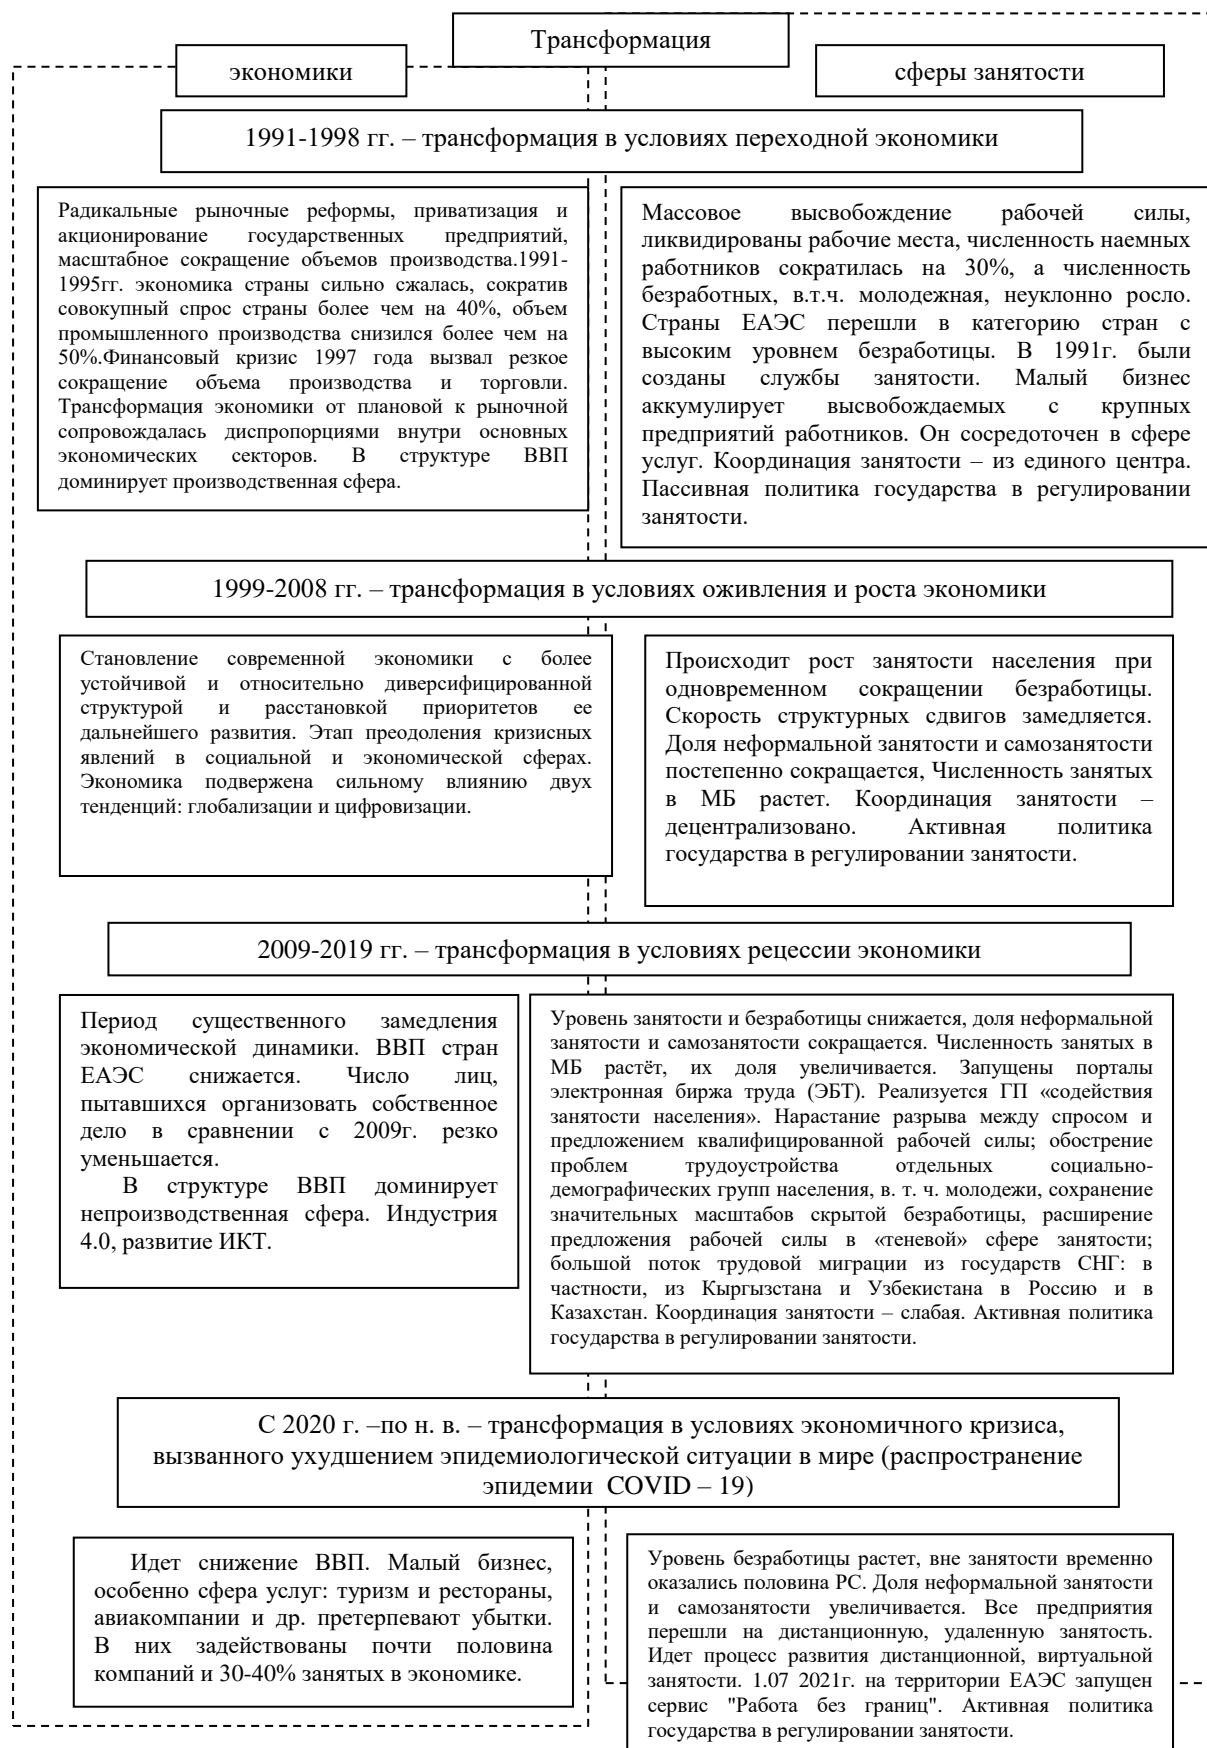 Трансформация
экономики
сферы занятости
1991-1998 гг. – трансформация в условиях переходной экономики
Радикальные рыночные реформы, приватизация и
акционирование государственных предприятий,
масштабное сокращение объемов производства.1991-
1995гг. экономика страны сильно сжалась, сократив
совокупный спрос страны более чем на 40%, объем
промышленного производства снизился более чем на
50%.Финансовый кризис 1997 года вызвал резкое
сокращение объема производства и торговли.
Трансформация экономики от плановой к рыночной
сопровождалась диспропорциями внутри основных
экономических секторов. В структуре ВВП
доминирует производственная сфера.
Массовое высвобождение рабочей силы,
ликвидированы рабочие места, численность наемных
работников сократилась на 30%, а численность
безработных, в.т.ч. молодежная, неуклонно росло.
Страны ЕАЭС перешли в категорию стран с
высоким уровнем безработицы. В 1991г. были
созданы службы занятости. Малый бизнес
аккумулирует высвобождаемых с крупных
предприятий работников. Он сосредоточен в сфере
услуг. Координация занятости – из единого центра.
Пассивная политика государства в регулировании
занятости.
1999-2008 гг. – трансформация в условиях оживления и роста экономики
Становление современной экономики с более
устойчивой и относительно диверсифицированной
структурой и расстановкой приоритетов ее
дальнейшего развития. Этап преодоления кризисных
явлений в социальной и экономической сферах.
Экономика подвержена сильному влиянию двух
тенденций: глобализации и цифровизации.
Происходит рост занятости населения при
одновременном сокращении безработицы.
Скорость структурных сдвигов замедляется.
Доля неформальной занятости и самозанятости
постепенно сокращается, Численность занятых
в МБ растет. Координация занятости –
децентрализовано. Активная политика
государства в регулировании занятости.
2009-2019 гг. – трансформация в условиях рецессии экономики
Период существенного замедления
экономической динамики. ВВП стран
ЕАЭС снижается. Число лиц,
пытавшихся организовать собственное
дело в сравнении с 2009г. резко
уменьшается.
В структуре ВВП доминирует
непроизводственная сфера. Индустрия
4.0, развитие ИКТ.
Уровень занятости и безработицы снижается, доля неформальной
занятости и самозанятости сокращается. Численность занятых в
МБ растёт, их доля увеличивается. Запущены порталы
электронная биржа труда (ЭБТ). Реализуется ГП «содействия
занятости населения». Нарастание разрыва между спросом и
предложением квалифицированной рабочей силы; обострение
проблем трудоустройства отдельных социально-
демографических групп населения, в. т. ч. молодежи, сохранение
значительных масштабов скрытой безработицы, расширение
предложения рабочей силы в «теневой» сфере занятости;
большой поток трудовой миграции из государств СНГ: в
частности, из Кыргызстана и Узбекистана в Россию и в
Казахстан. Координация занятости – слабая. Активная политика
государства в регулировании занятости.
С 2020 г. –по н. в. – трансформация в условиях экономичного кризиса,
вызванного ухудшением эпидемиологической ситуации в мире (распространение
эпидемии COVID – 19)
Идет снижение ВВП. Малый бизнес,
особенно сфера услуг: туризм и рестораны,
авиакомпании и др. претерпевают убытки.
В них задействованы почти половина
компаний и 30-40% занятых в экономике.
Уровень безработицы растет, вне занятости временно
оказались половина РС. Доля неформальной занятости
и самозанятости увеличивается. Все предприятия
перешли на дистанционную, удаленную занятость.
Идет процесс развития дистанционной, виртуальной
занятости. 1.07 2021г. на территории ЕАЭС запущен
сервис "Работа без границ". Активная политика
государства в регулировании занятости.